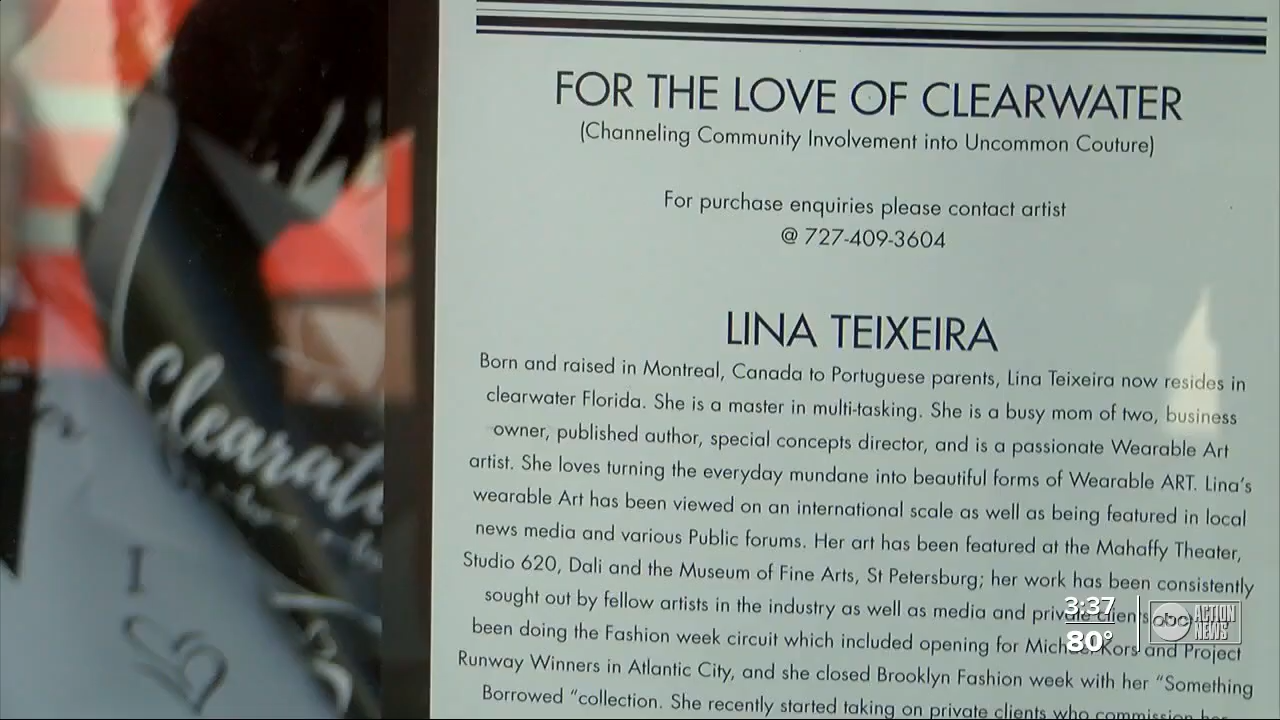 FOR THE LOVE OF CLEARWATER
(Channeling Community Involvement into Uncommon Couture)
For purchase enquiries please contact artist
@ 727-409-3604
LINA TEIXEIRA
Born and raised in Montreal, Canada to Portuguese parents, Lina Teixeira now resides in
clearwater Florida. She is a master in multi-tasking. She is a busy mom of two, business
owner, published author, special concepts director, and is a passionate Wearable Art
artist. She loves turning the everyday mundane into beautiful forms of Wearable ART. Lina's
wearable Art has been viewed on an international scale as well as being featured in local
news media and various Public forums. Her art has been featured at the Mahaffy Theater,
Studio 620, Dali and the Museum of Fine Arts, St Petersburg; her work has been consistently
sought out by fellow artists in the industry as well as media and private
been doing the Fashion week circuit which included opening for Kors and Project
Runway Winners in Atlantic City, and she closed Brooklyn Fashion week with her "Something
Borrowed "collection. She recently started taking on private clients who commission her
3:37
80°
abc ACTION NEWS